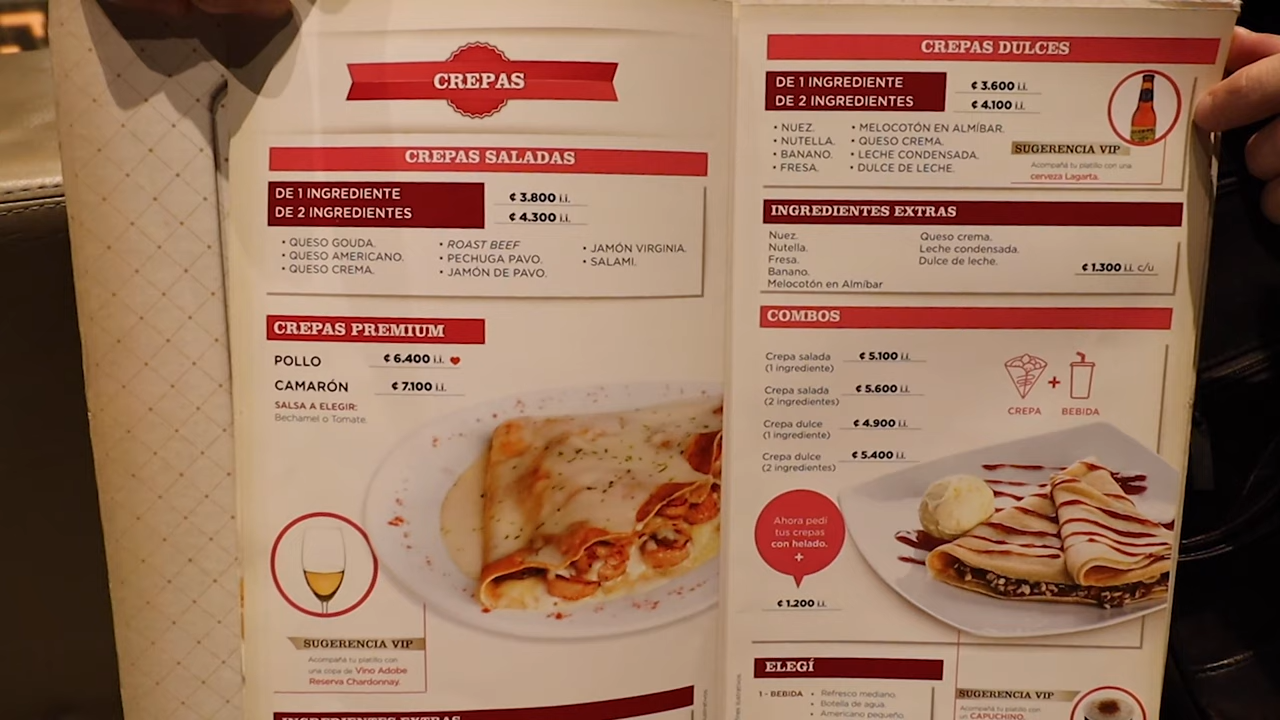 CREPAS
CREPAS SALADAS
DE 1 INGREDIENTE ¢ 3.800 i.i.
DE 2 INGREDIENTES ¢ 4.300 i.i.
• QUESO GOUDA.
• QUESO AMERICANO.
• QUESO CREMA.
• ROAST BEEF
• PECHUGA PAVO.
• JAMÓN DE PAVO.
• JAMÓN VIRGINIA.
• SALAMI.
CREPAS PREMIUM
POLLO ¢ 6.400 i.i.
CAMARÓN ¢ 7.100 i.i.
SALSA A ELEGIR:
Bechamel o Tomate.
SUGERENCIA VIP
Acompañá tu platillo con
una copa de Vino Adobe
Reserva Chardonnay.
INGREDIENTES EXTRAS
CREPAS DULCES
DE 1 INGREDIENTE ¢ 3.600 i.i.
DE 2 INGREDIENTES ¢ 4.100 i.i.
• NUEZ.
• NUTELLA.
• BANANO.
• FRESA.
• MELOCOTÓN EN ALMÍBAR.
• QUESO CREMA.
• LECHE CONDENSADA.
• DULCE DE LECHE.
SUGERENCIA VIP
Acompañá tu platillo con una
cerveza Lagarta.
INGREDIENTES EXTRAS
Nuez.
Nutella.
Fresa.
Banano.
Melocotón en Almíbar
Queso crema.
Leche condensada.
Dulce de leche.
¢ 1.300 i.i. c/u
COMBOS
Crepa salada ¢ 5.100 i.i.
(1 ingrediente)
Crepa salada ¢ 5.600 i.i.
(2 ingredientes)
Crepa dulce ¢ 4.900 i.i.
(1 ingrediente)
Crepa dulce ¢ 5.400 i.i.
(2 ingredientes)
CREPA + BEBIDA
Ahora pedí
tus crepas
con helado.
+
¢ 1.200 i.i.
ELEGÍ
1 - BEBIDA • Refresco mediano.
• Botella de agua.
• Americano pequeño.
SUGERENCIA VIP
Acompañá tu platillo con
un CAPUCHINO.